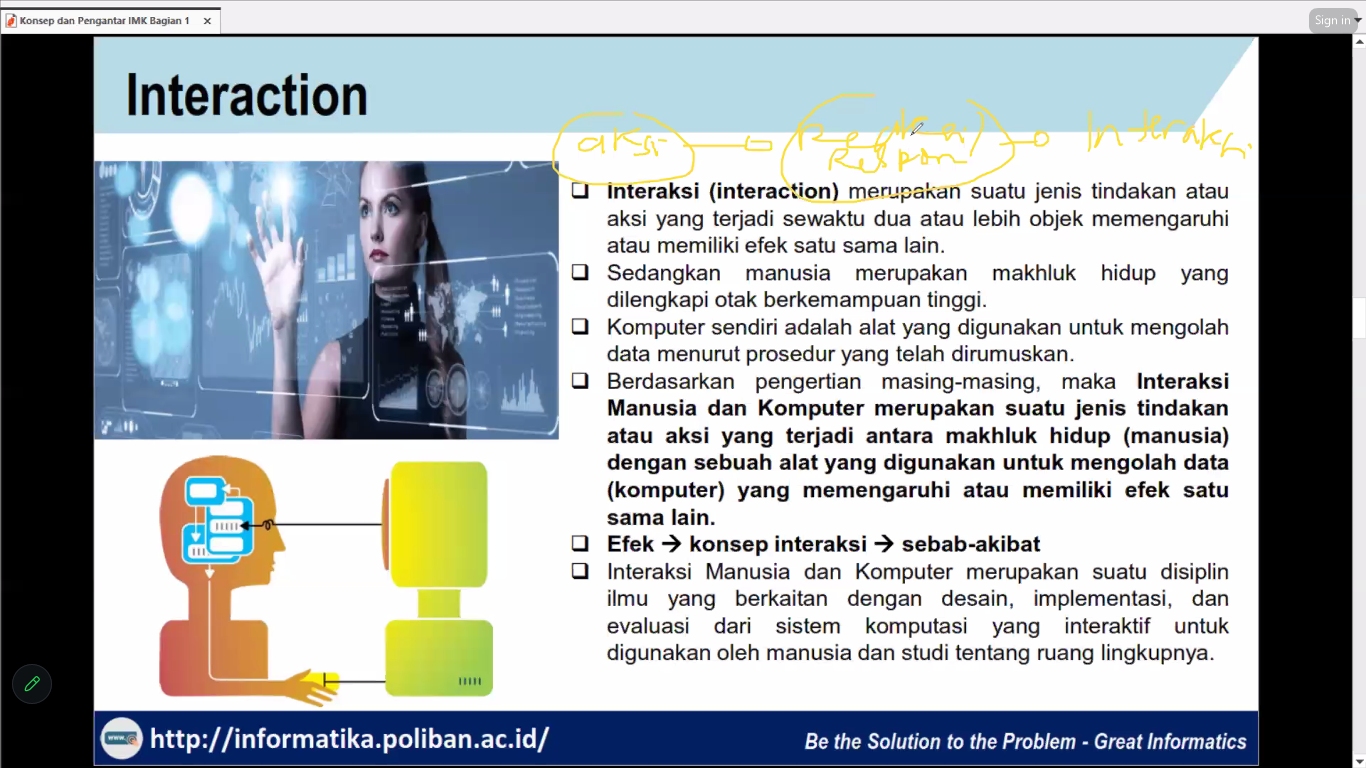 Konsep dan Pengantar IMK Bagian 1
Sign in
Interaction
aksi
Respon
Interaksi
❑ Interaksi (interaction) merupakan suatu jenis tindakan atau
aksi yang terjadi sewaktu dua atau lebih objek memengaruhi
atau memiliki efek satu sama lain.
❑ Sedangkan manusia merupakan makhluk hidup yang
dilengkapi otak berkemampuan tinggi.
❑ Komputer sendiri adalah alat yang digunakan untuk mengolah
data menurut prosedur yang telah dirumuskan.
❑ Berdasarkan pengertian masing-masing, maka Interaksi
Manusia dan Komputer merupakan suatu jenis tindakan
atau aksi yang terjadi antara makhluk hidup (manusia)
dengan sebuah alat yang digunakan untuk mengolah data
(komputer) yang memengaruhi atau memiliki efek satu
sama lain.
❑ Efek → konsep interaksi → sebab-akibat
❑ Interaksi Manusia dan Komputer merupakan suatu disiplin
ilmu yang berkaitan dengan desain, implementasi, dan
evaluasi dari sistem komputasi yang interaktif untuk
digunakan oleh manusia dan studi tentang ruang lingkupnya.
www.
http://informatika.poliban.ac.id/
Be the Solution to the Problem - Great Informatics